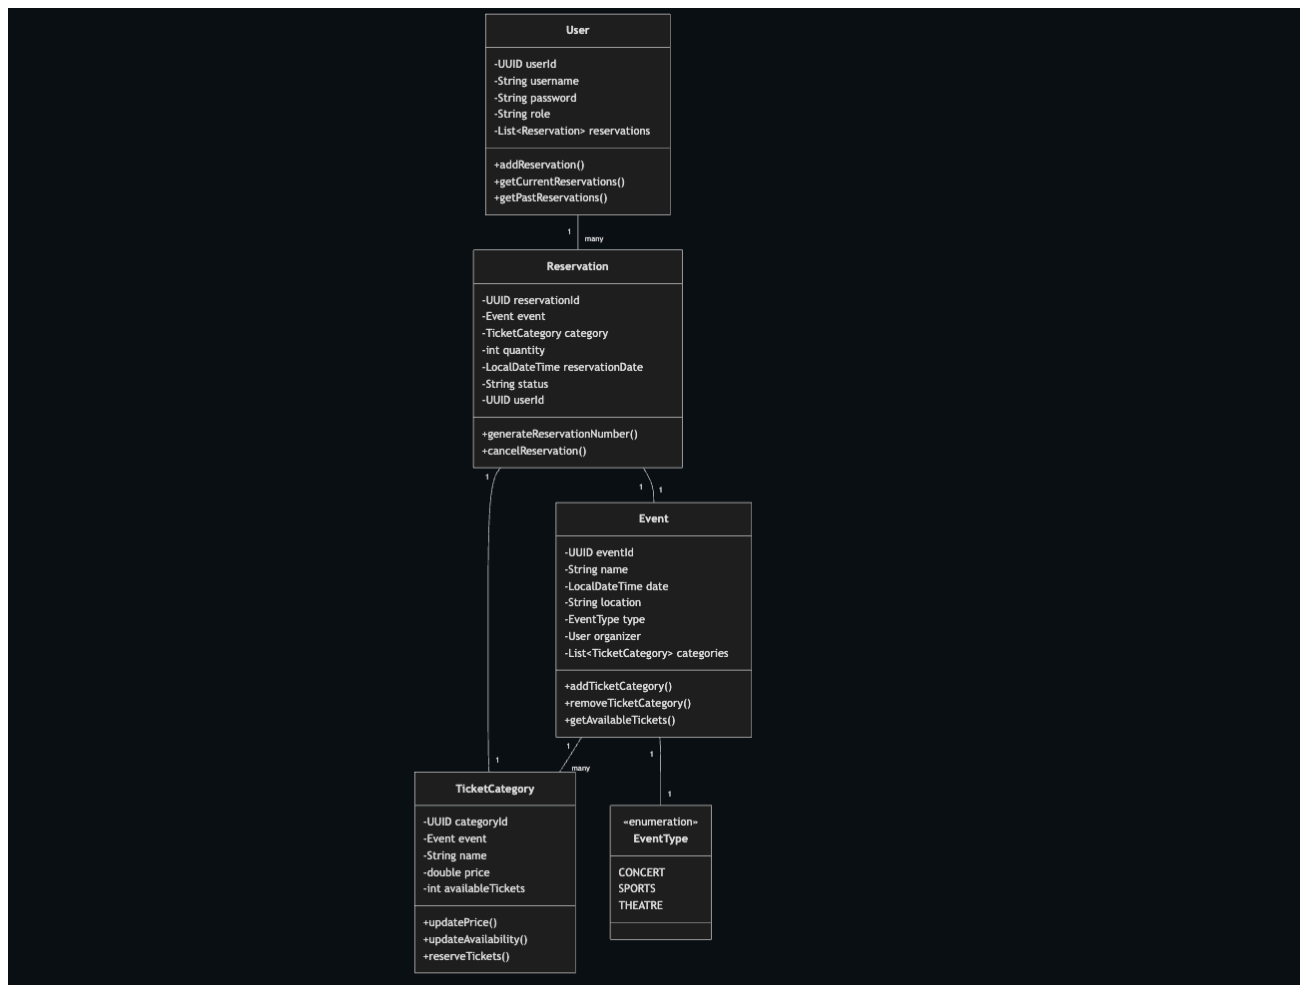 User
-UUID userId
-String username
-String password
-String role
-List<Reservation> reservations
+addReservation()
+getCurrentReservations()
+getPastReservations()
1
many
Reservation
-UUID reservationId
-Event event
-TicketCategory category
-int quantity
-LocalDateTime reservationDate
-String status
-UUID userId
+generateReservationNumber()
+cancelReservation()
1
1
1
Event
-UUID eventId
-String name
-LocalDateTime date
-String location
-EventType type
-User organizer
-List<TicketCategory> categories
+addTicketCategory()
+removeTicketCategory()
+getAvailableTickets()
1
1
1
many
1
TicketCategory
-UUID categoryId
-Event event
-String name
-double price
-int availableTickets
+updatePrice()
+updateAvailability()
+reserveTickets()
«enumeration»
EventType
CONCERT
SPORTS
THEATRE